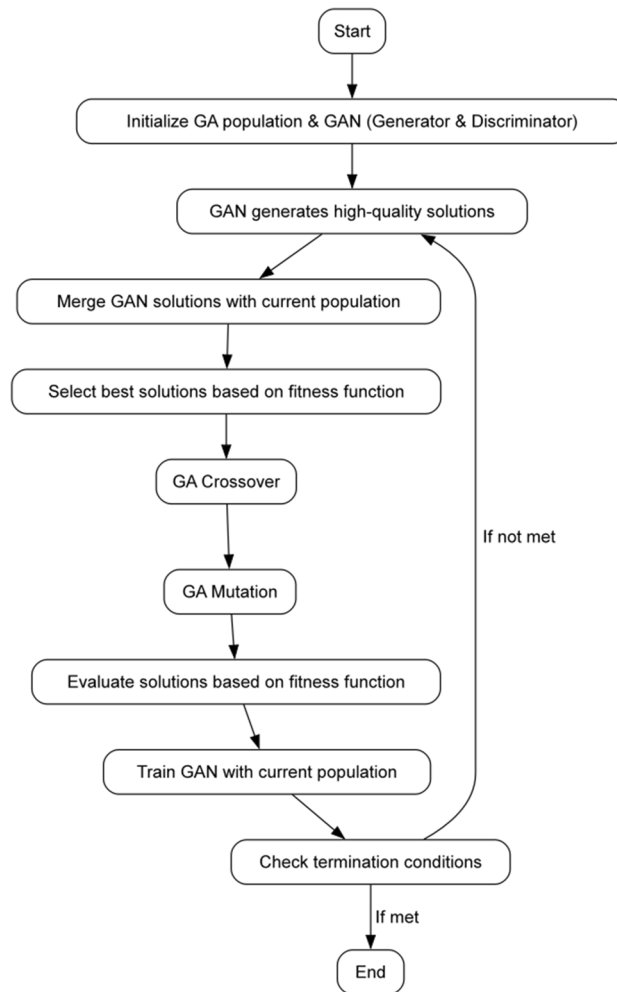 Start
Initialize GA population & GAN (Generator & Discriminator)
GAN generates high-quality solutions
Merge GAN solutions with current population
Select best solutions based on fitness function
GA Crossover
If not met
GA Mutation
Evaluate solutions based on fitness function
Train GAN with current population
Check termination conditions
If met
End